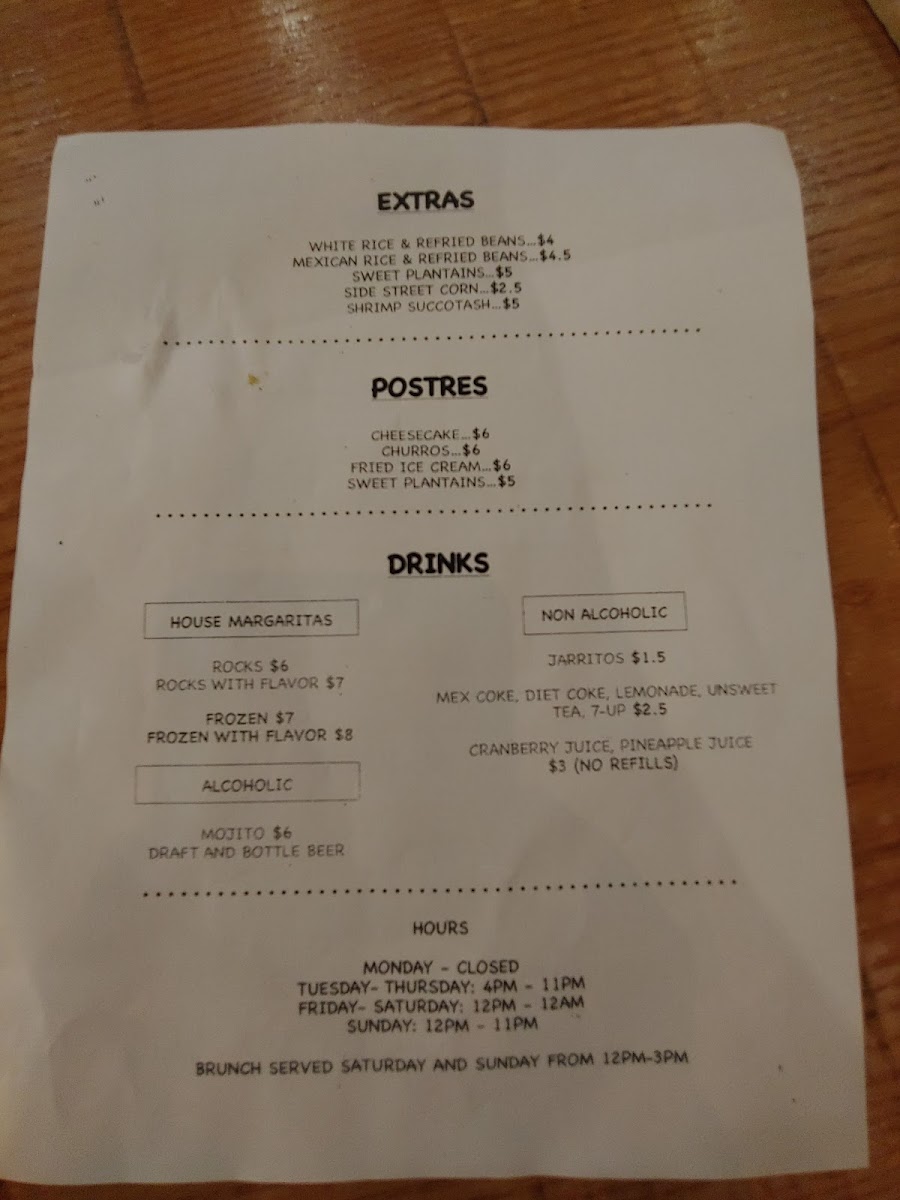 EXTRAS
WHITE RICE & REFRIED BEANS...$4
MEXICAN RICE & REFRIED BEANS...$4.5
SWEET PLANTAINS...$5
SIDE STREET CORN...$2.5
SHRIMP SUCCOTASH...$5
POSTRES
CHEESECAKE...$6
CHURROS...$6
FRIED ICE CREAM...$6
SWEET PLANTAINS...$5
DRINKS
HOUSE MARGARITAS
ROCKS $6
ROCKS WITH FLAVOR $7
FROZEN $7
FROZEN WITH FLAVOR $8
ALCOHOLIC
MOJITO $6
DRAFT AND BOTTLE BEER
NON ALCOHOLIC
JARRITOS $1.5
MEX COKE, DIET COKE, LEMONADE, UNSWEET
TEA, 7-UP $2.5
CRANBERRY JUICE, PINEAPPLE JUICE
$3 (NO REFILLS)
HOURS
MONDAY - CLOSED
TUESDAY- THURSDAY: 4PM - 11PM
FRIDAY- SATURDAY: 12PM - 12AM
SUNDAY: 12PM - 11PM
BRUNCH SERVED SATURDAY AND SUNDAY FROM 12PM-3PM